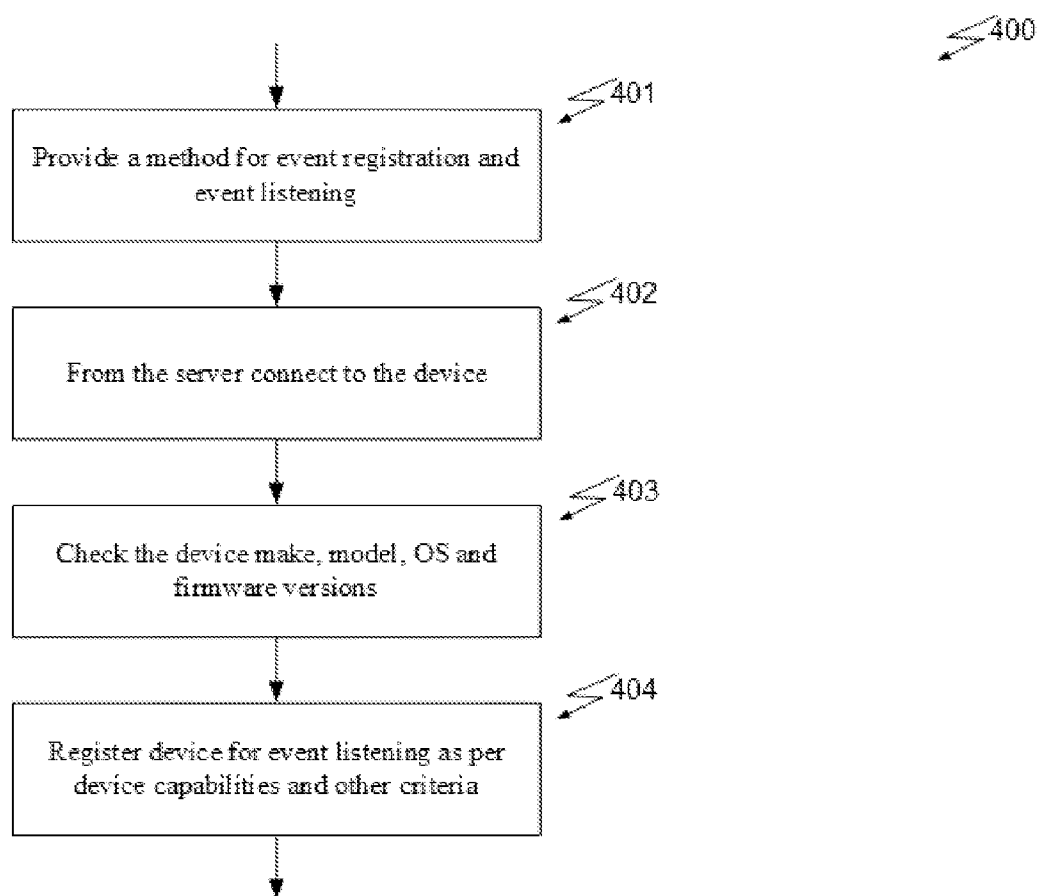 400
401
Provide a method for event registration and
event listening
402
From the server connect to the device
403
Check the device make, model, OS and
firmware versions
404
Register device for event listening as per
device capabilities and other criteria